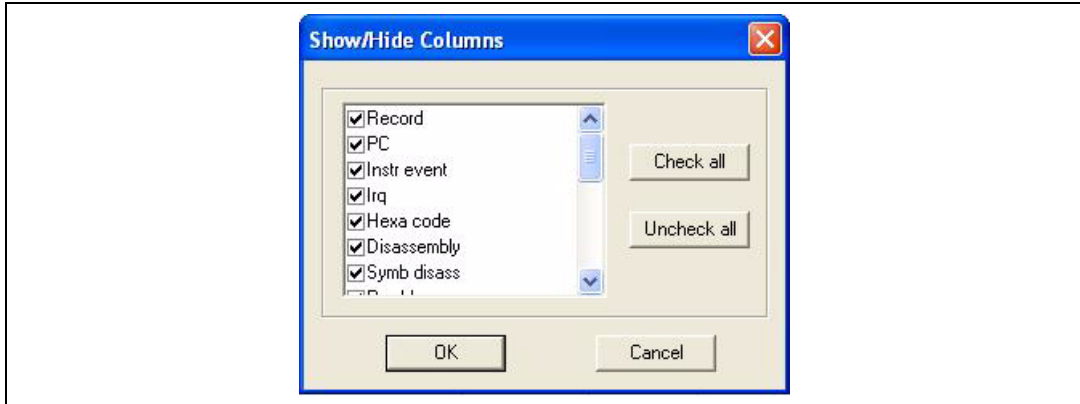 Show/Hide Columns
Record
PC
Instr event
Irq
Hexa code
Disassembly
Symb disass
Check all
Uncheck all
OK
Cancel